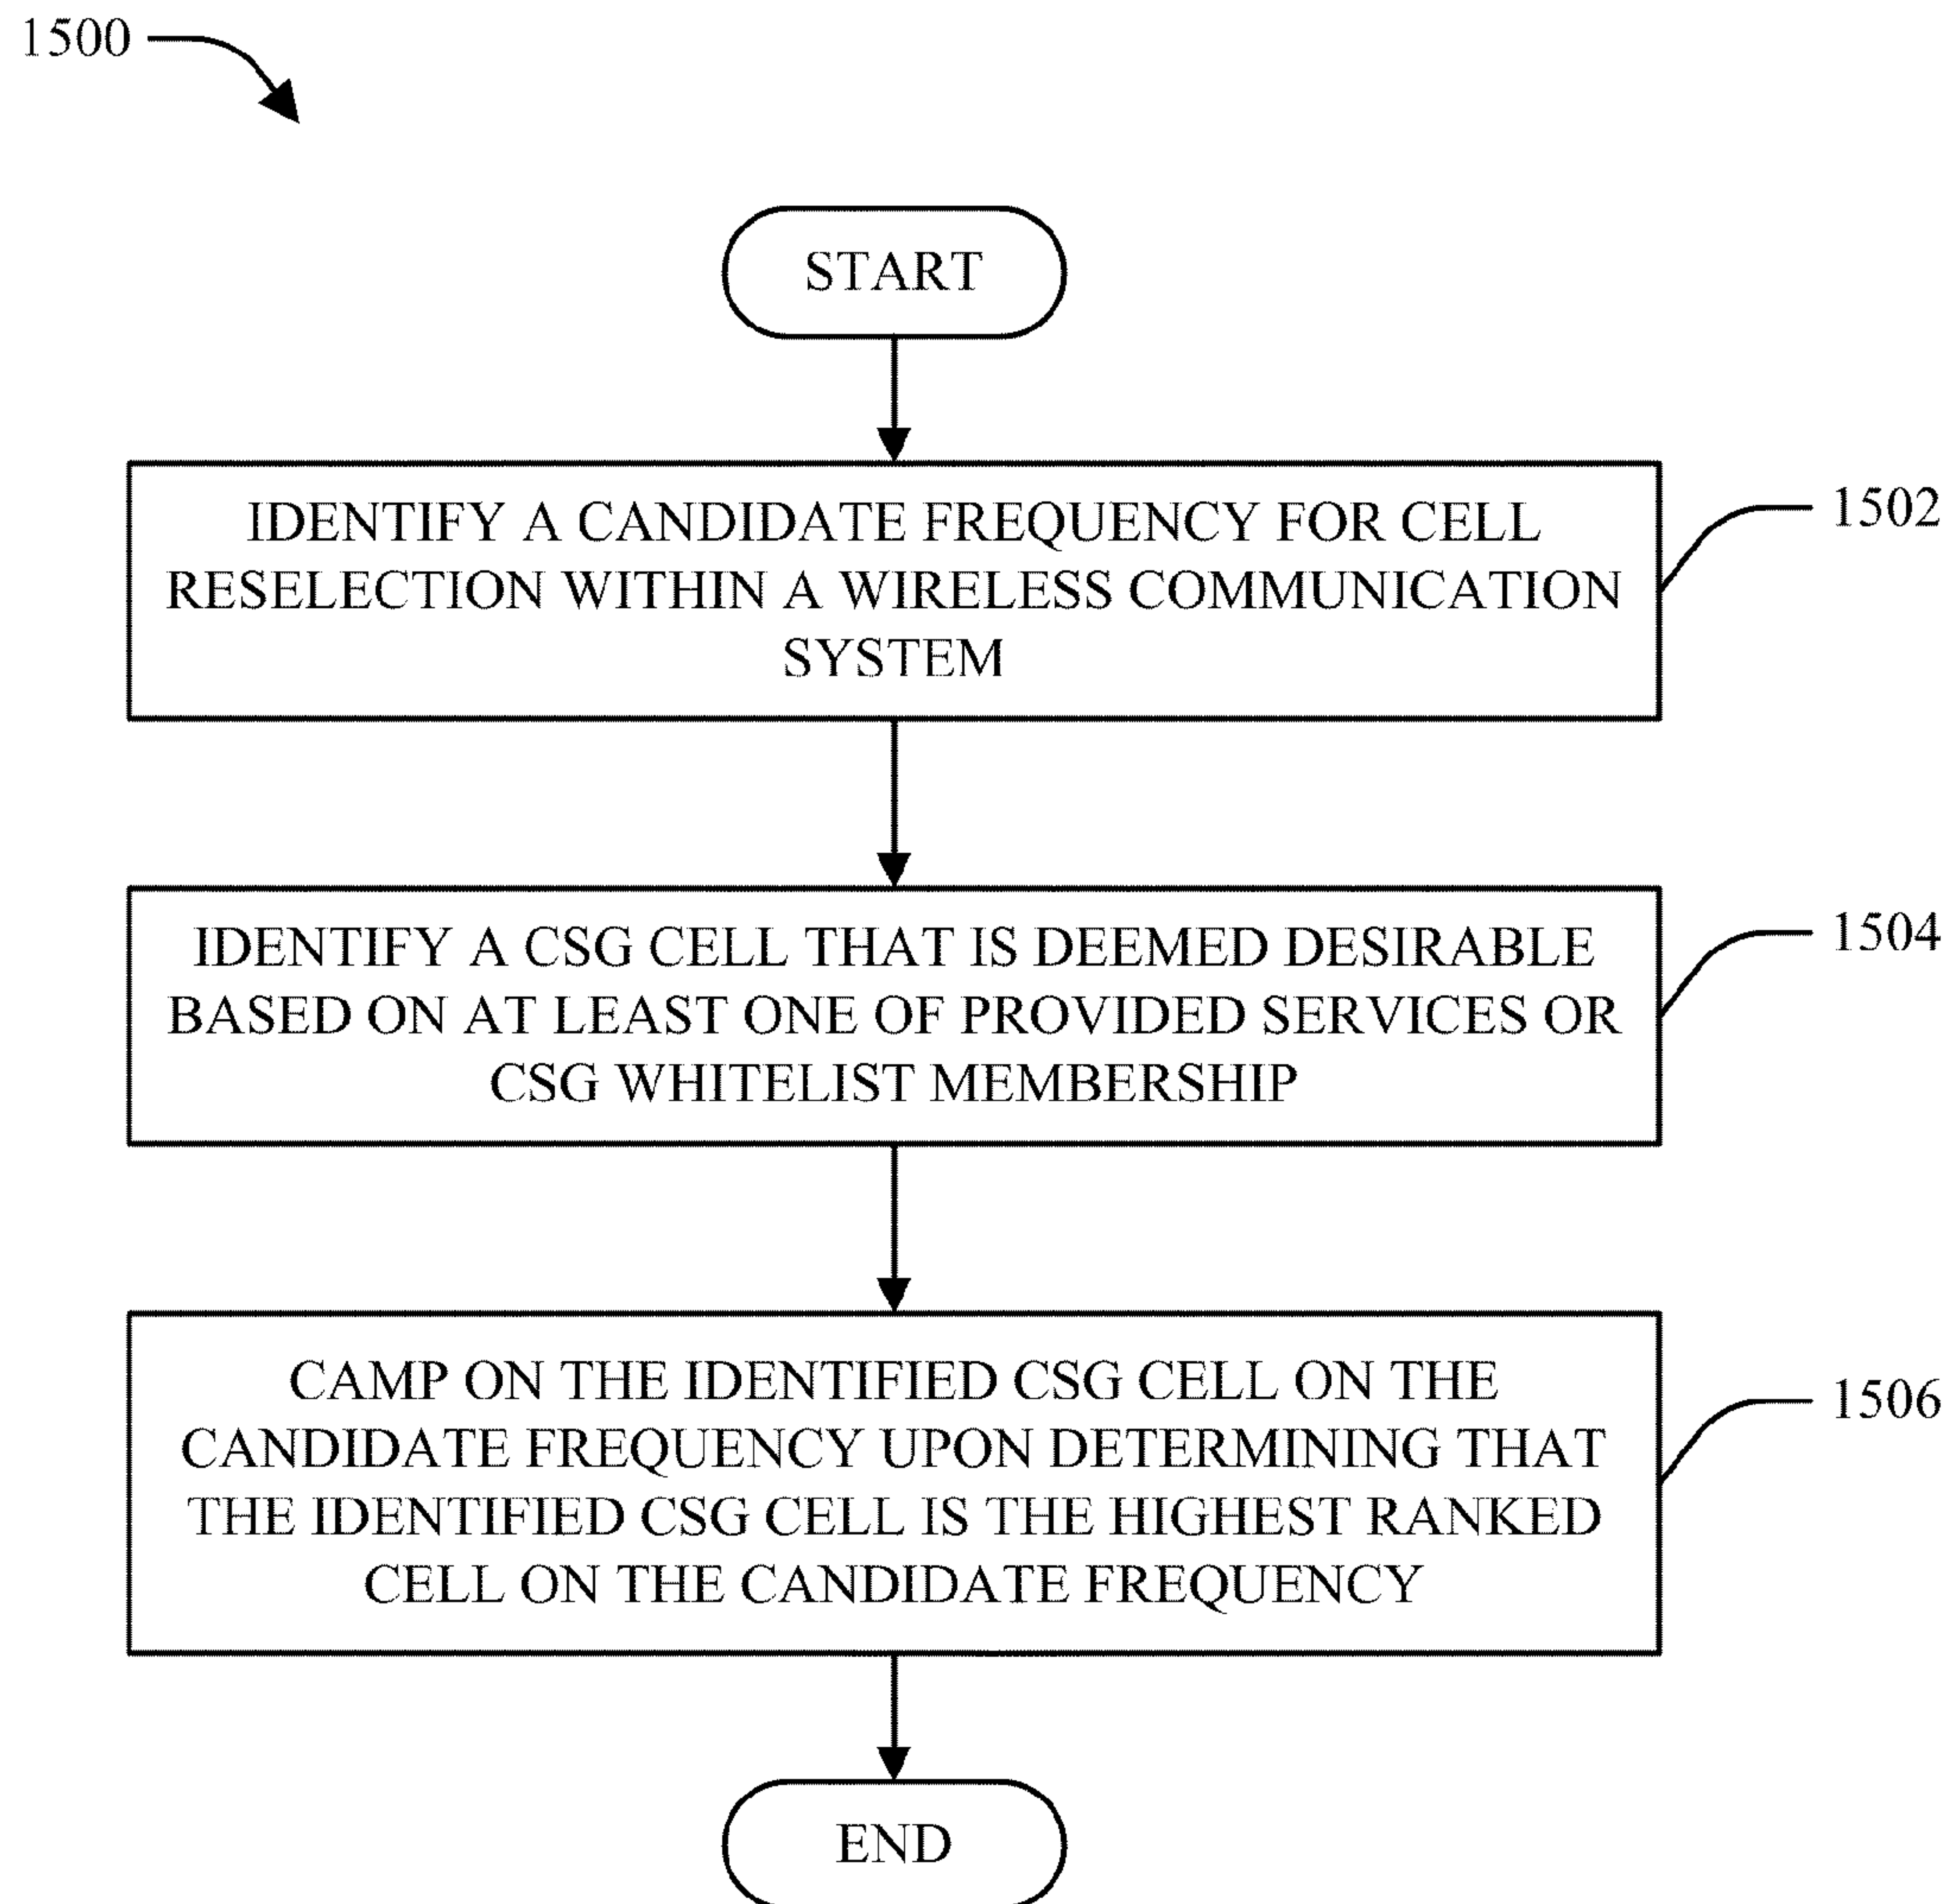 1500
START
IDENTIFY A CANDIDATE FREQUENCY FOR CELL
RESELECTION WITHIN A WIRELESS COMMUNICATION
SYSTEM
1502
IDENTIFY A CSG CELL THAT IS DEEMED DESIRABLE
BASED ON AT LEAST ONE OF PROVIDED SERVICES OR
CSG WHITELIST MEMBERSHIP
1504
CAMP ON THE IDENTIFIED CSG CELL ON THE
CANDIDATE FREQUENCY UPON DETERMINING THAT
THE IDENTIFIED CSG CELL IS THE HIGHEST RANKED
CELL ON THE CANDIDATE FREQUENCY
1506
END